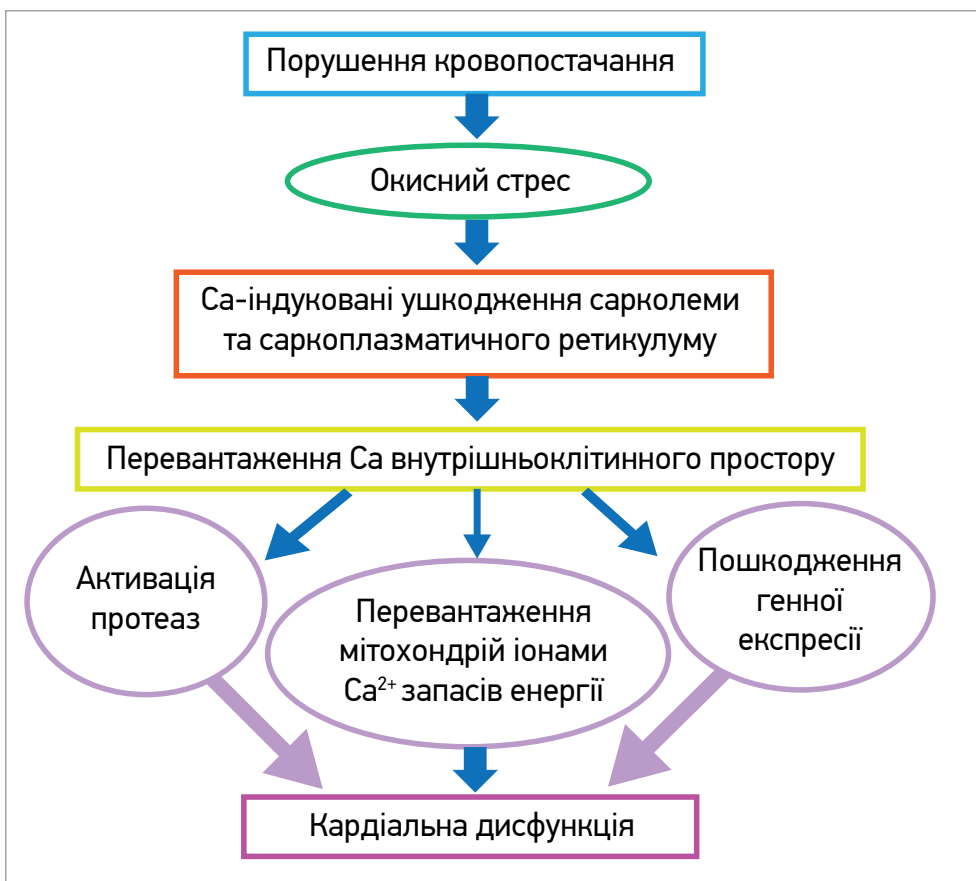 Порушення кровопостачання
Окисний стрес
Са-індуковані ушкодження сарколеми
та саркоплазматичного ретикулуму
Перевантаження Са внутрішньоклітинного простору
Активація
протеаз
Перевантаження
мітохондрій іонами
Са²⁺ запасів енергії
Пошкодження
генної
експресії
Кардіальна дисфункція